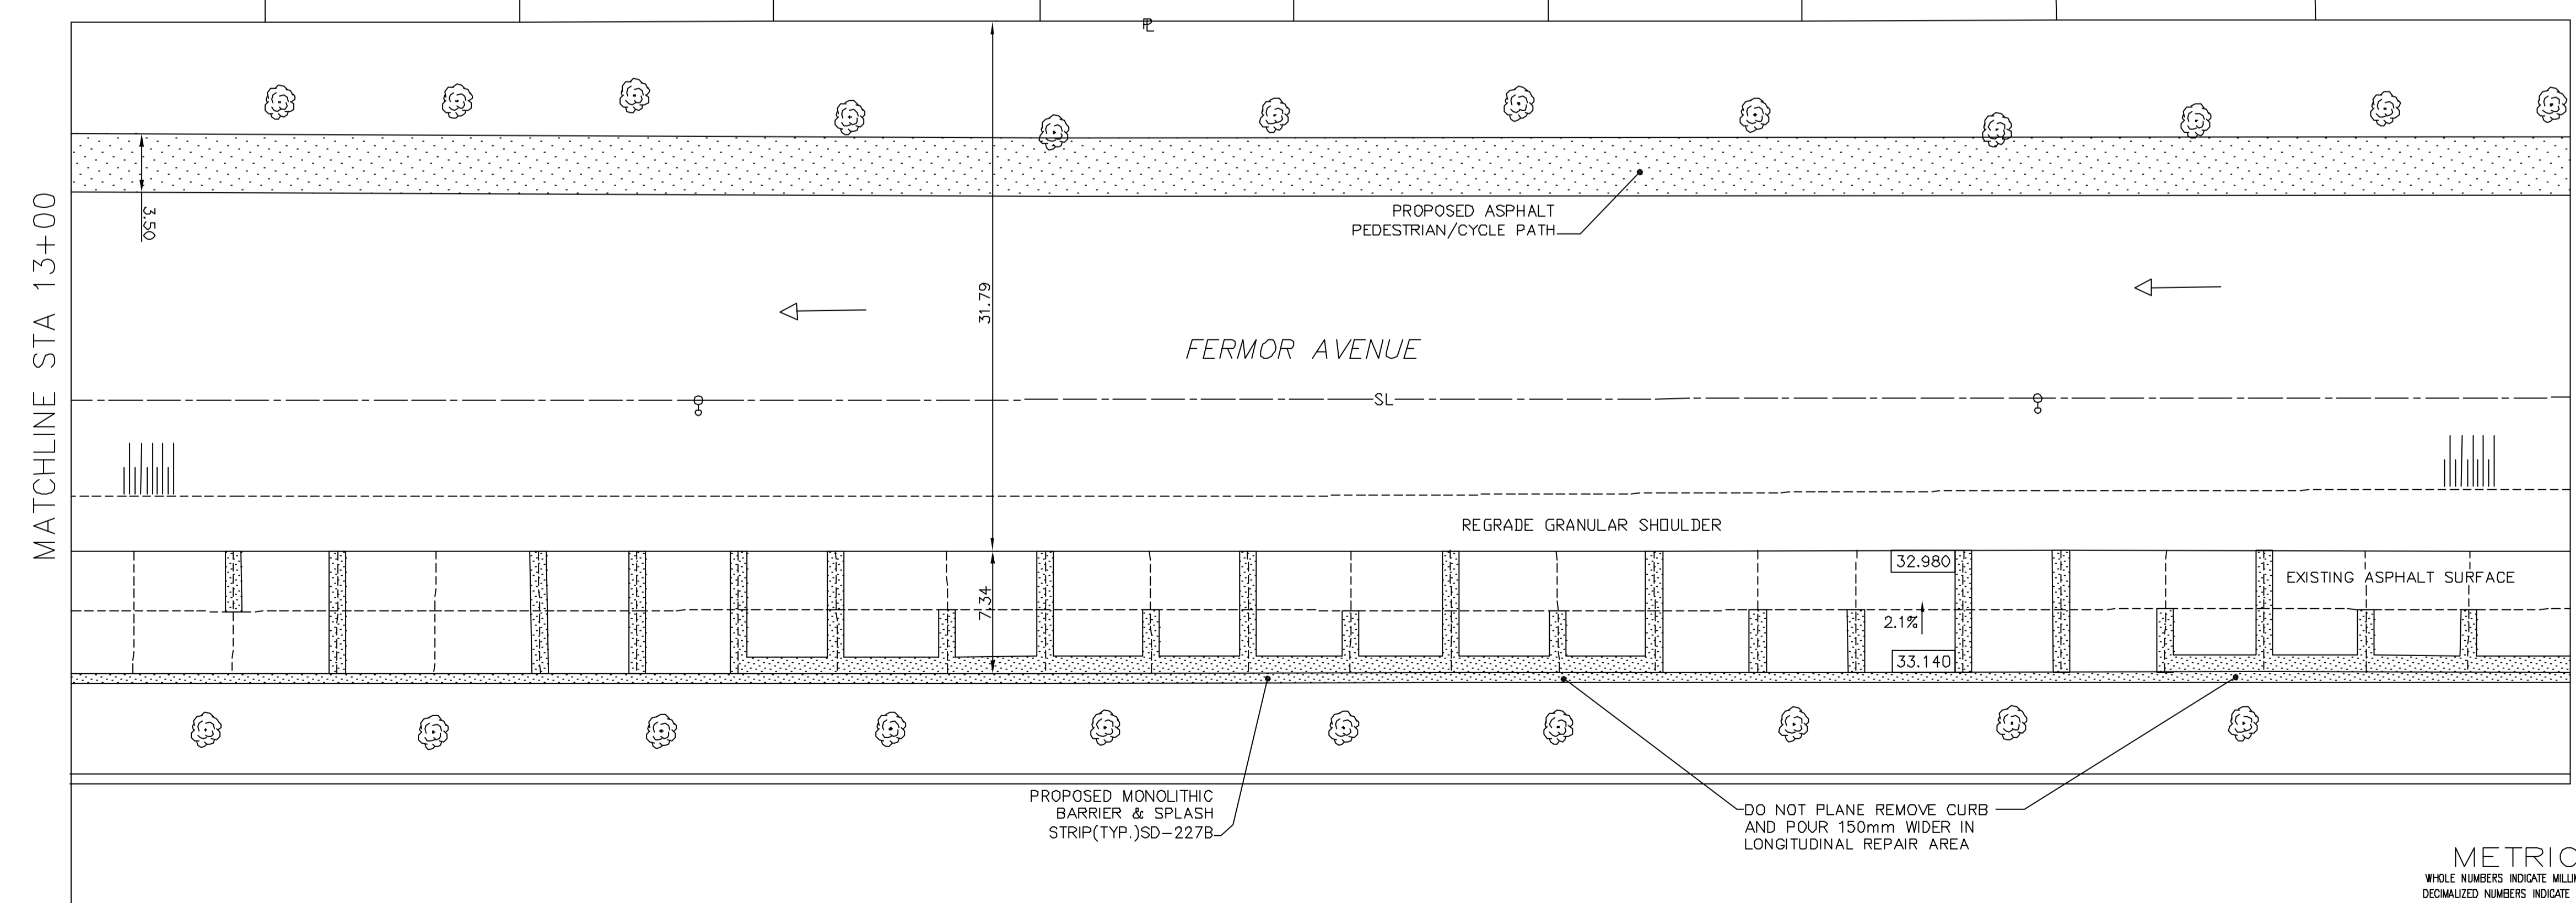 PL
MATCHLINE STA 13+00
3.50
PROPOSED ASPHALT
PEDESTRIAN/CYCLE PATH
31.79
FERMOR AVENUE
SL
REGRADE GRANULAR SHOULDER
32.980
EXISTING ASPHALT SURFACE
7.34
2.1%
33.140
PROPOSED MONOLITHIC
BARRIER & SPLASH
STRIP(TYP.)SD-227B
DO NOT PLANE REMOVE CURB
AND POUR 150mm WIDER IN
LONGITUDINAL REPAIR AREA
METRIC
WHOLE NUMBERS INDICATE
DECIMALIZED NUMBERS INDICATE